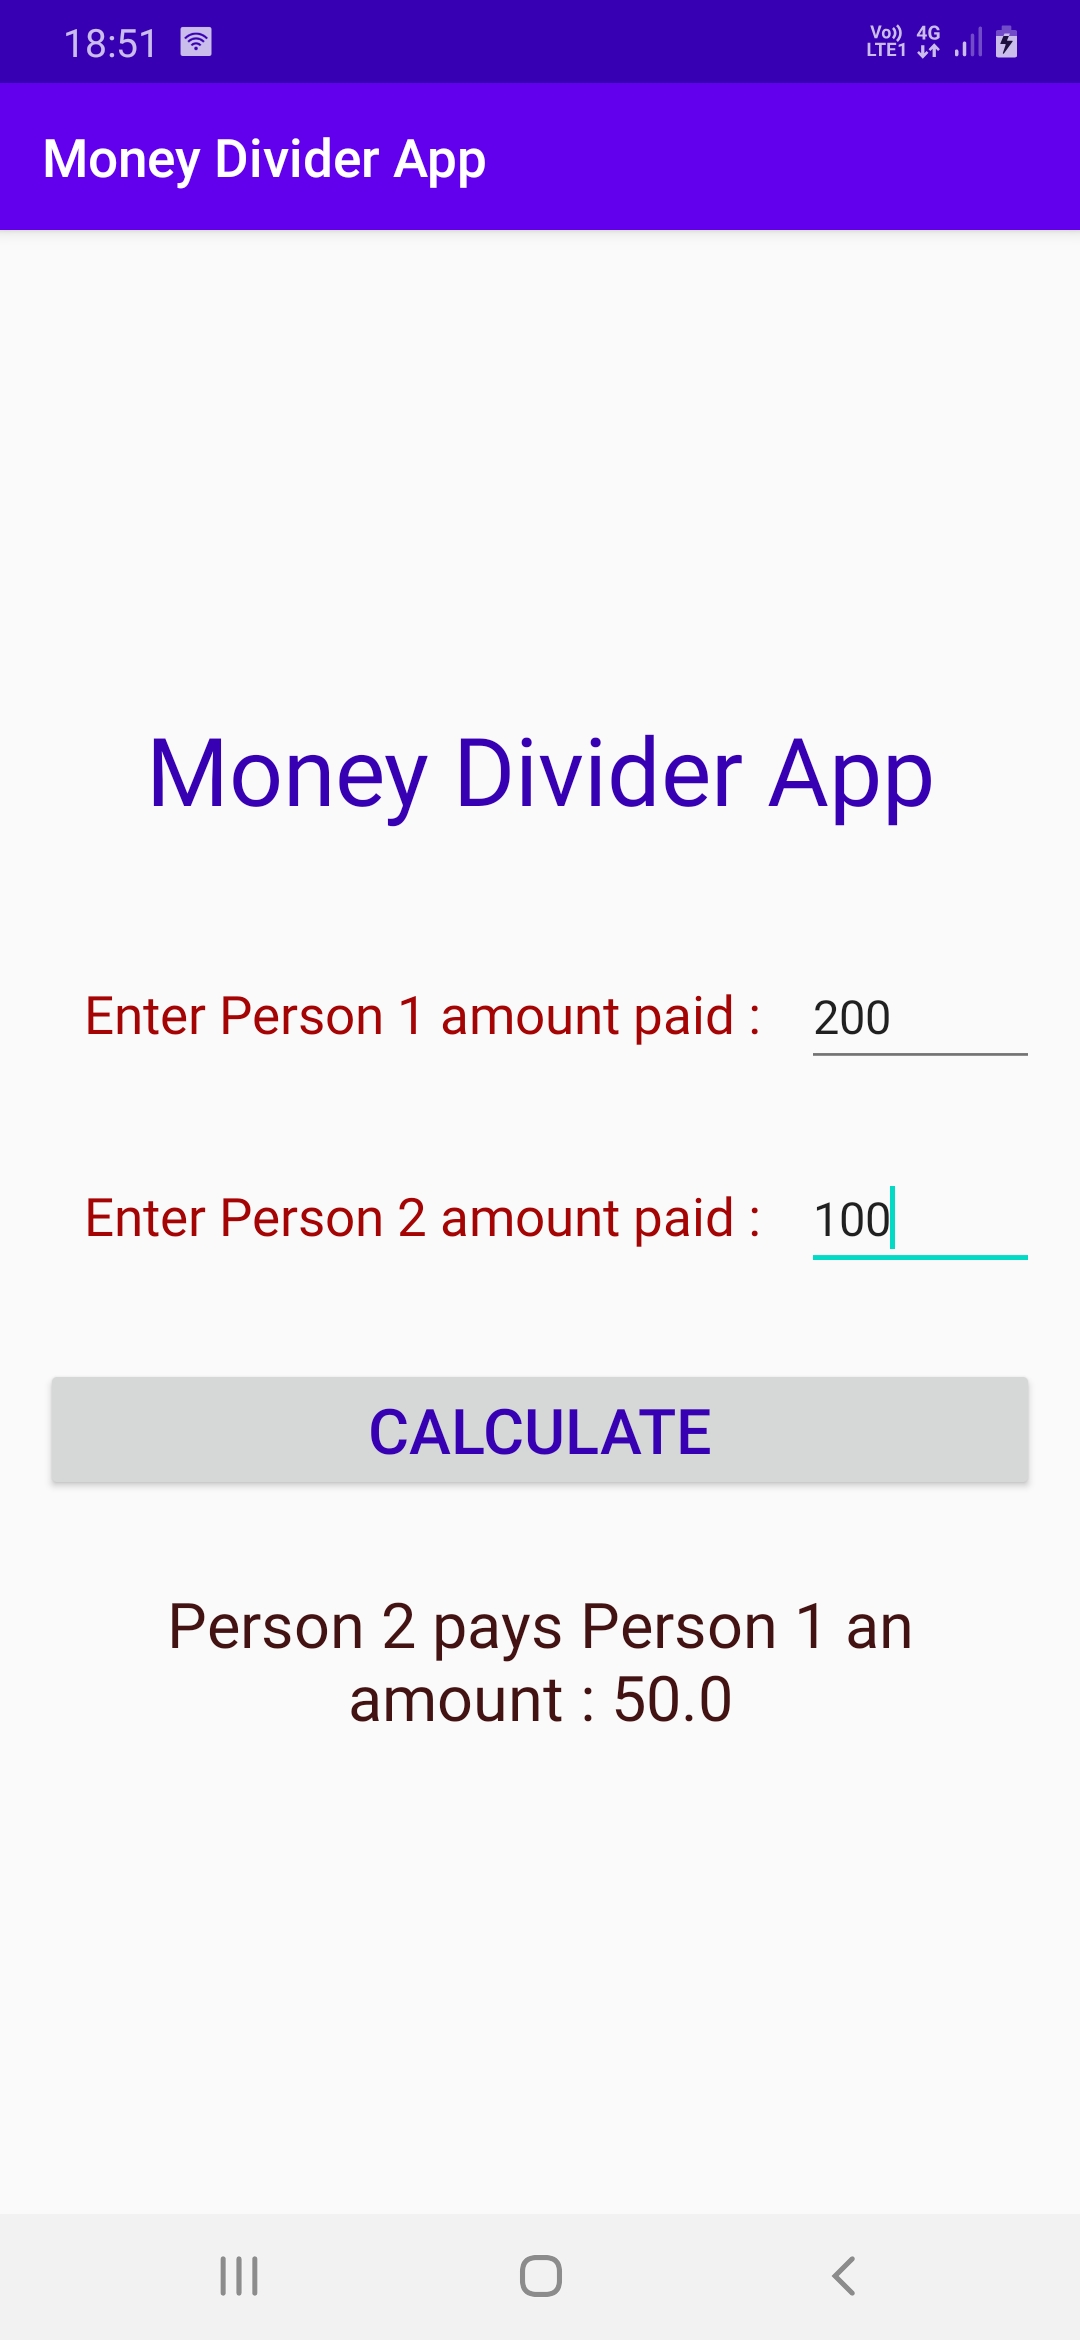 18:51
Vo)) 4G
LTE1
Money Divider App
Money Divider App
Enter Person 1 amount paid : 200
Enter Person 2 amount paid : 100
CALCULATE
Person 2 pays Person 1 an
amount : 50.0